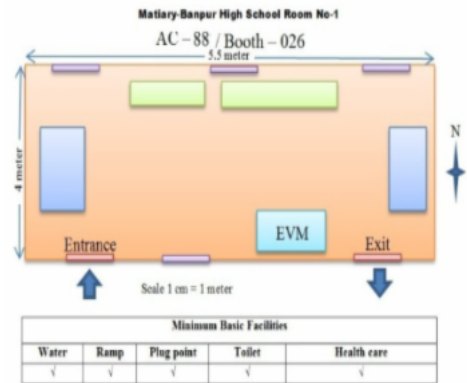 Matiary-Banpur High School Room No-1
AC – 88 / Booth – 026
5.5 meter
4 meter
N
EVM
Entrance
Exit
Scale 1 cm = 1 meter
Minimum Basic Facilities
Water Ramp Plug point Toilet Health care
√ √ √ √ √